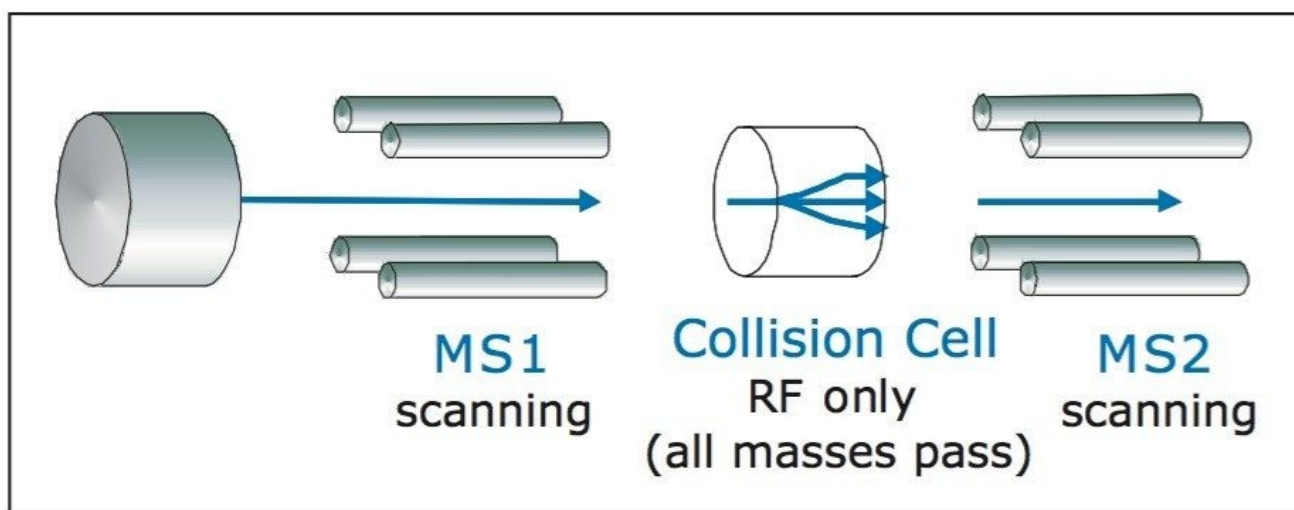 MS1
scanning
Collision Cell
RF only
(all masses pass)
MS2
scanning